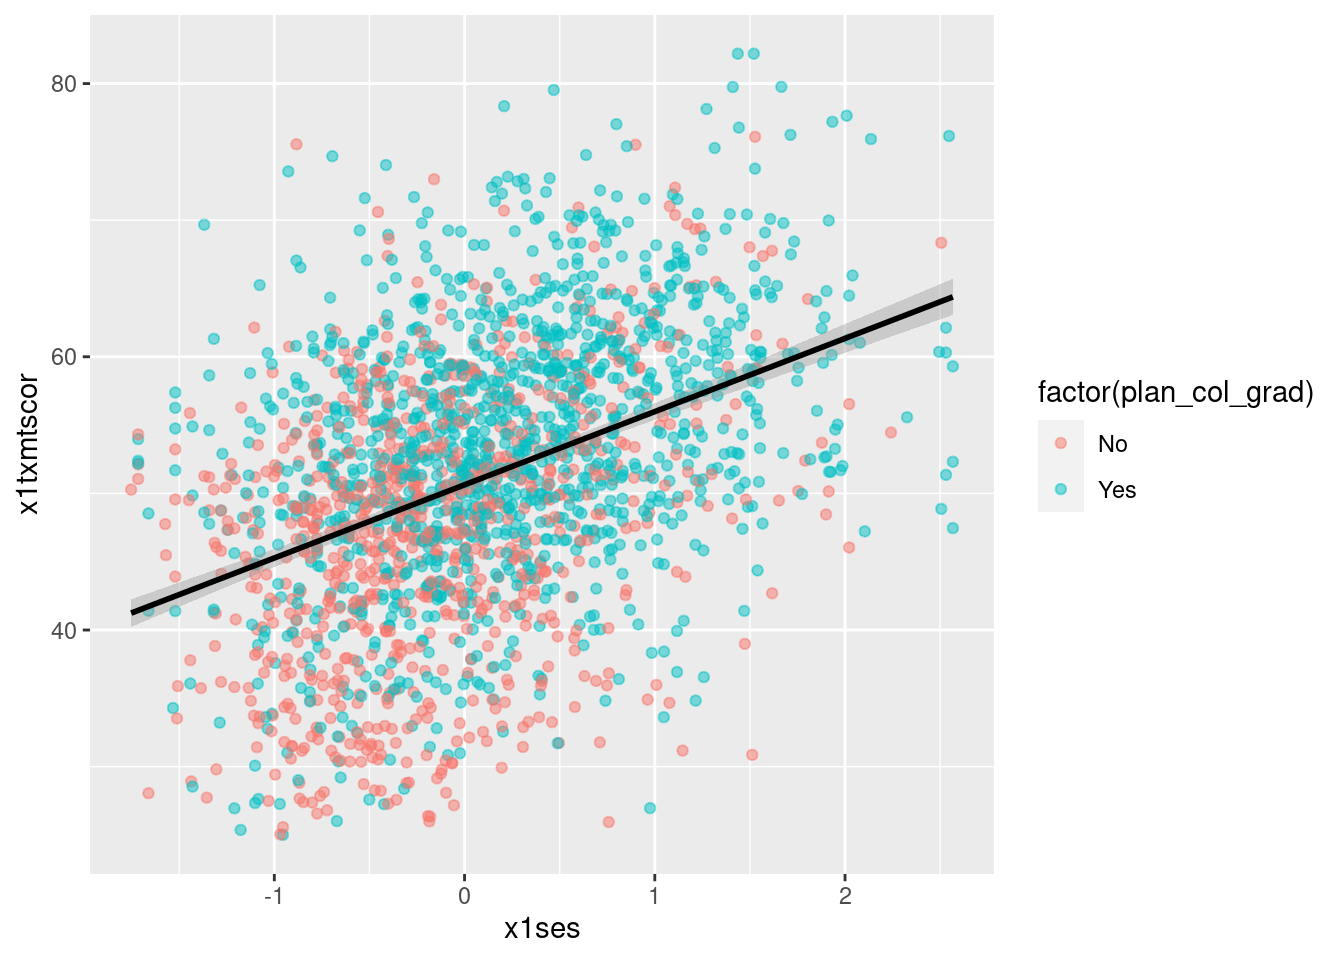 80
60
40
-1 0 1 2
x1ses
x1txmtscor
factor(plan_col_grad)
No
Yes